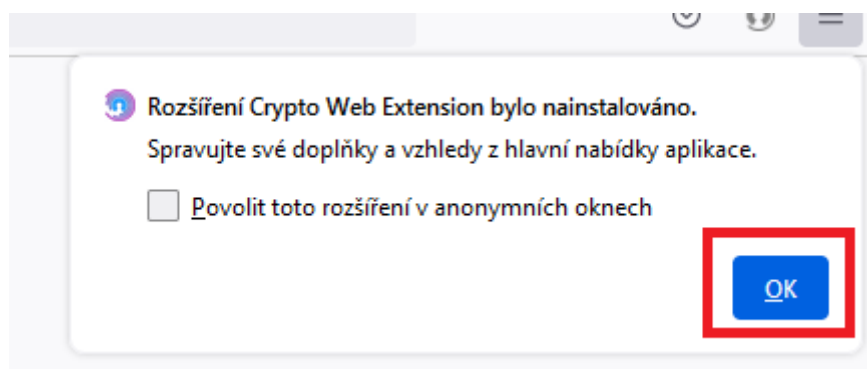 Rozšíření Crypto Web Extension bylo nainstalováno.
Spravujte své doplňky a vzhledy z hlavní nabídky aplikace.
Povolit toto rozšíření v anonymních oknech
OK